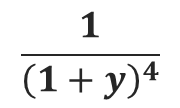 1
(1 + y)⁴